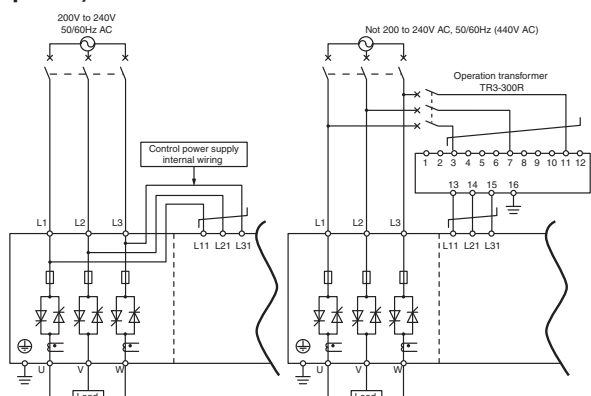 200V to 240V
50/60Hz AC
Control power supply
internal wiring
L1 L2 L3
L11 L21 L31
U V W
Load
Not 200 to 240V AC, 50/60Hz (440V AC)
Operation transformer
TR3-300R
1 2 3 4 5 6 7 8 9 10 11 12
13 14 15 16
L1 L2 L3
L11 L21 L31
U V W
Load